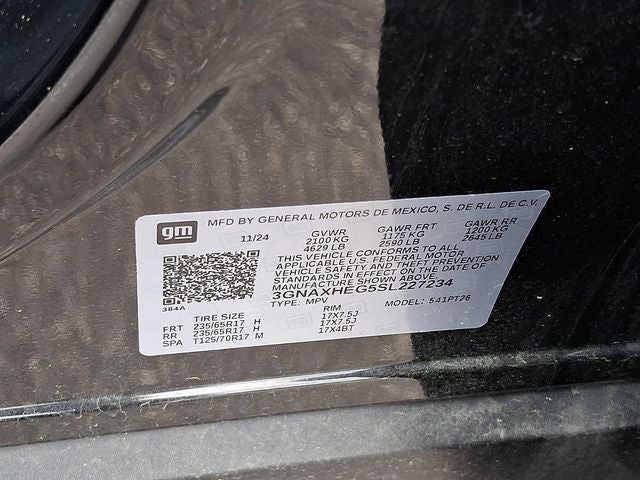 gm MFD BY GENERAL MOTORS DE MEXICO, S. DE R.L. DE C.V.
11/24 GVWR GAWR FRT GAWR RR
2100 KG 1175 KG 1200 KG
4629 LB 2590 LB 2645 LB
THIS VEHICLE CONFORMS TO ALL
APPLICABLE U.S. FEDERAL MOTOR
VEHICLE SAFETY AND THEFT PREVENTION
STANDARDS IN EFFECT ON THE DATE OF
MANUFACTURE SHOWN ABOVE.
3GNAXHEG5SL227234
384A
TYPE: MPV MODEL: 541PT26
TIRE SIZE RIM
FRT 235/65R17 H 17X7.5J
RR 235/65R17 H 17X7.5J
SPA T125/70R17 M 17X4BT